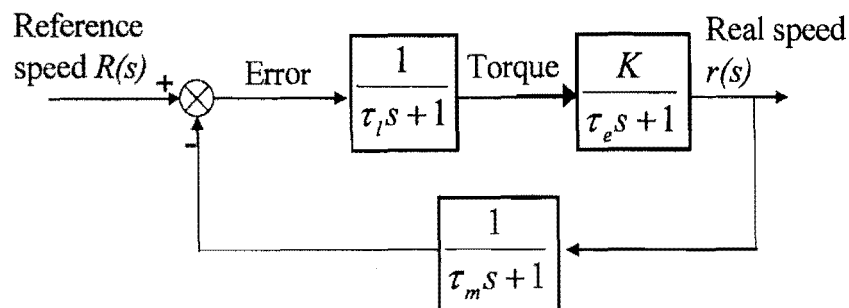 Reference
speed R(s)
+
-
Error
1
τ_l s + 1
Torque
K
τ_e s + 1
Real speed
r(s)
1
τ_m s + 1